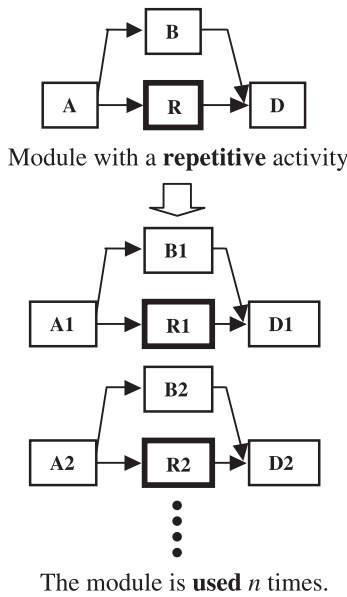 B
A R D
Module with a repetitive activity
B1
A1 R1 D1
B2
A2 R2 D2
The module is used n times.